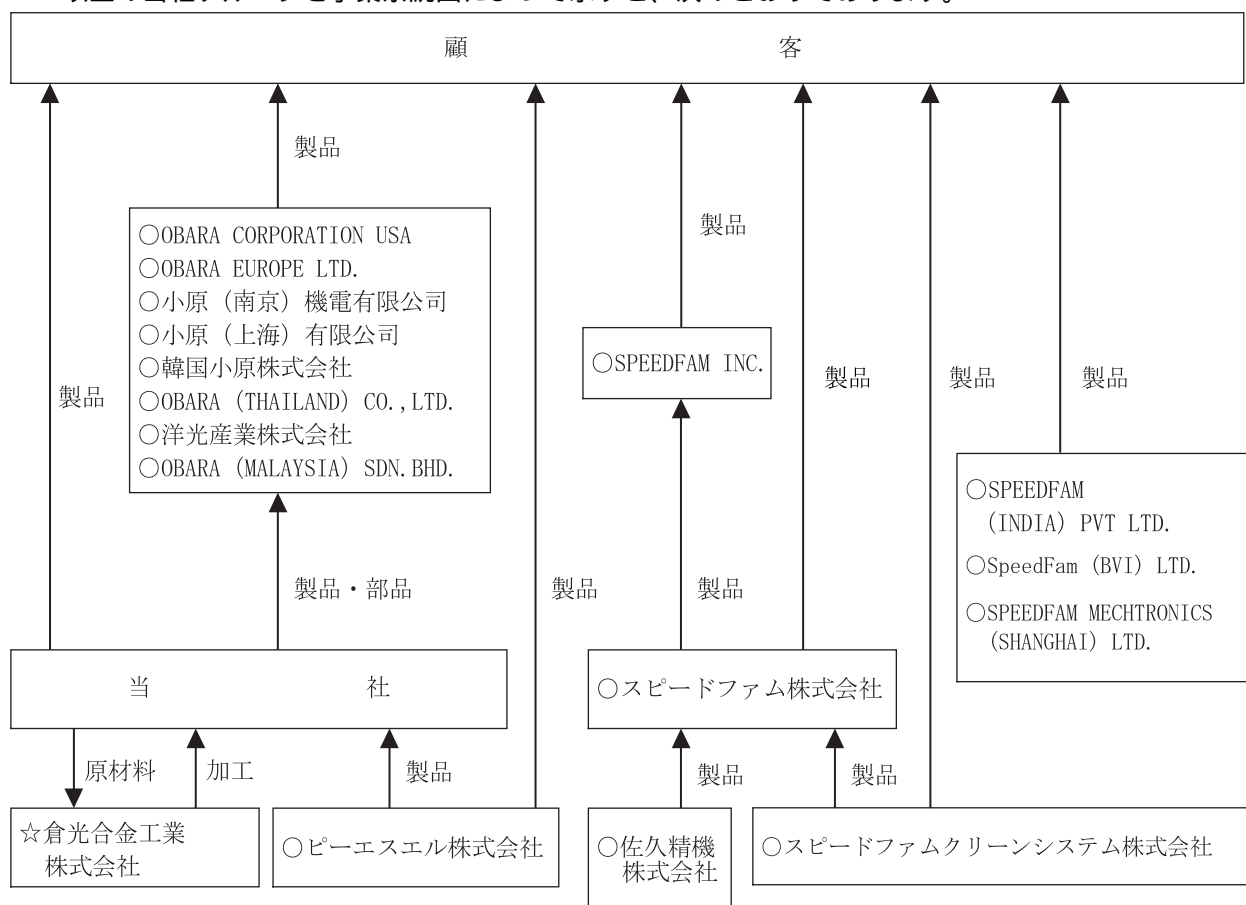 顧客
製品
○OBARA CORPORATION USA
○OBARA EUROPE LTD.
○小原（南京）機電有限公司
○小原（上海）有限公司
○韓国小原株式会社
○OBARA (THAILAND) CO.,LTD.
○洋光産業株式会社
○OBARA (MALAYSIA) SDN.BHD.
製品
製品
○SPEEDFAM INC.
製品
製品
製品
○SPEEDFAM
(INDIA) PVT LTD.
○SpeedFam (BVI) LTD.
○SPEEDFAM MECHTRONICS
(SHANGHAI) LTD.
製品・部品
製品
製品
当社
○スピードファム株式会社
原材料
加工
製品
製品
製品
☆倉光合金工業
株式会社
○ピーエスエル株式会社
○佐久精機
株式会社
○スピードファムクリーンシステム株式会社